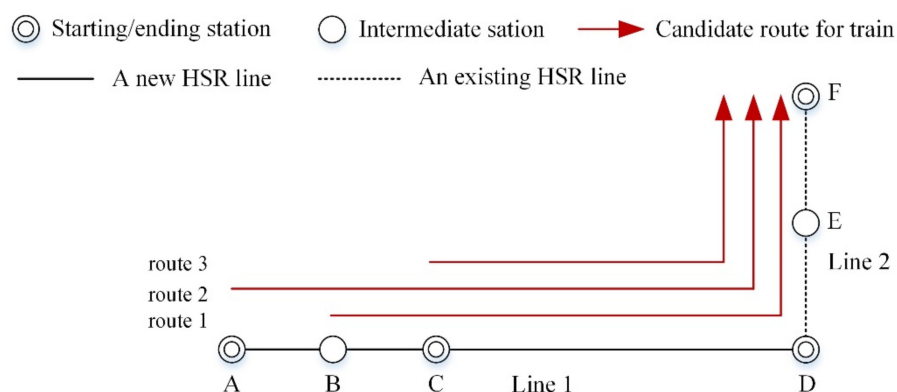 Starting/ending station
Intermediate sation
Candidate route for train
A new HSR line
An existing HSR line
F
E
Line 2
route 3
route 2
route 1
A
B
C
Line 1
D